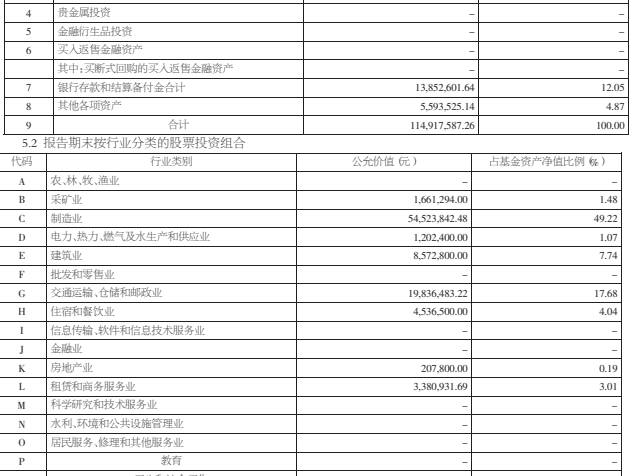 4 贵金属投资 – –
5 金融衍生品投资 – –
6 买入返售金融资产 – –
其中:买断式回购的买入返售金融资产 – –
7 银行存款和结算备付金合计 13,852,601.64 12.05
8 其他各项资产 5,593,525.14 4.87
9 合计 114,917,587.26 100.00
5.2 报告期末按行业分类的股票投资组合
代码 行业类别 公允价值(元) 占基金资产净值比例(%)
A 农、林、牧、渔业 – –
B 采矿业 1,661,294.00 1.48
C 制造业 54,523,842.48 49.22
D 电力、热力、燃气及水生产和供应业 1,202,400.00 1.07
E 建筑业 8,572,800.00 7.74
F 批发和零售业 – –
G 交通运输、仓储和邮政业 19,836,483.22 17.68
H 住宿和餐饮业 4,536,500.00 4.04
I 信息传输、软件和信息技术服务业 – –
J 金融业 – –
K 房地产业 207,800.00 0.19
L 租赁和商务服务业 3,380,931.69 3.01
M 科学研究和技术服务业 – –
N 水利、环境和公共设施管理业 – –
O 居民服务、修理和其他服务业 – –
P 教育 – –